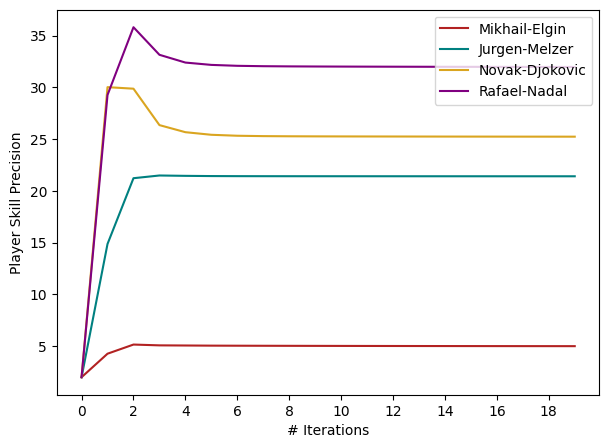 Mikhail-Elgin
Jurgen-Melzer
Novak-Djokovic
Rafael-Nadal
35
30
25
20
15
10
5
Player Skill Precision
0 2 4 6 8 10 12 14 16 18
# Iterations